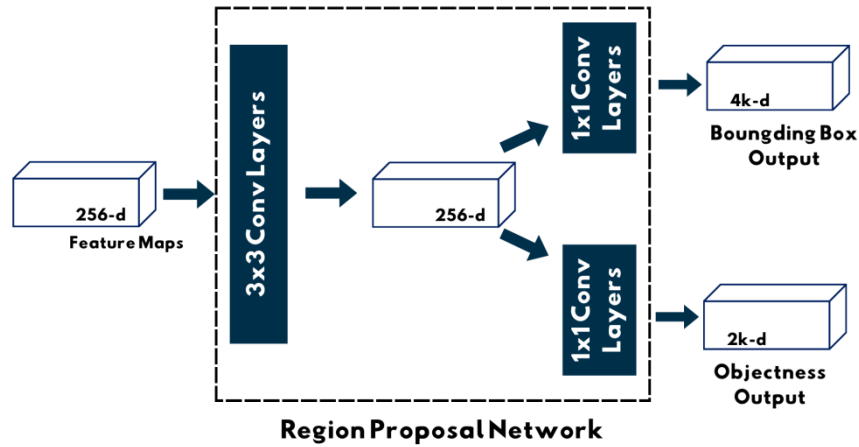 256-d
Feature Maps
3x3 Conv Layers
256-d
1x1 Conv
Layers
4k-d
Boungding Box
Output
1x1 Conv
Layers
2k-d
Objectness
Output
Region Proposal Network